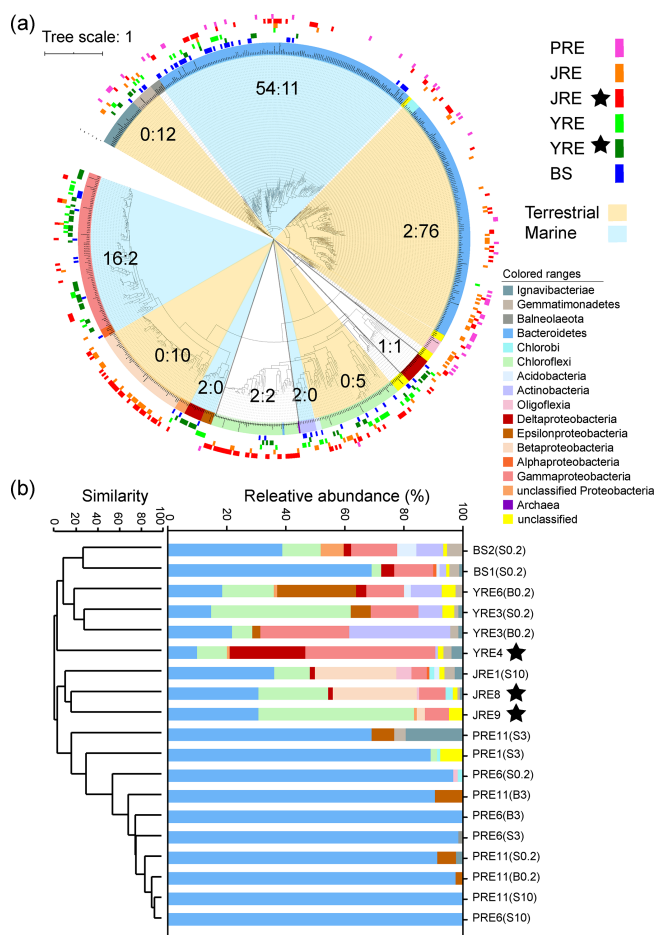 (a)
Tree scale: 1
54:11
0:12
2:76
16:2
1:1
0:10
0:5
2:0
2:2
2:0
PRE
JRE
JRE
YRE
YRE
BS
Terrestrial
Marine
Colored ranges
Ignavibacteriae
Gemmatimonadetes
Balneolaeota
Bacteroidetes
Chlorobi
Chloroflexi
Acidobacteria
Actinobacteria
Oligoflexia
Deltaproteobacteria
Epsilonproteobacteria
Betaproteobacteria
Alphaproteobacteria
Gammaproteobacteria
unclassified Proteobacteria
Archaea
unclassified
(b)
Similarity
Releative abundance (%)
0 20 40 60 80 100
20 40 60 80 100
BS2(S0.2)
BS1(S0.2)
YRE6(B0.2)
YRE3(S0.2)
YRE3(B0.2)
YRE4
JRE1(S10)
JRE8
JRE9
PRE11(S3)
PRE1(S3)
PRE6(S0.2)
PRE11(B3)
PRE6(B3)
PRE6(S3)
PRE11(S0.2)
PRE11(B0.2)
PRE11(S10)
PRE6(S10)